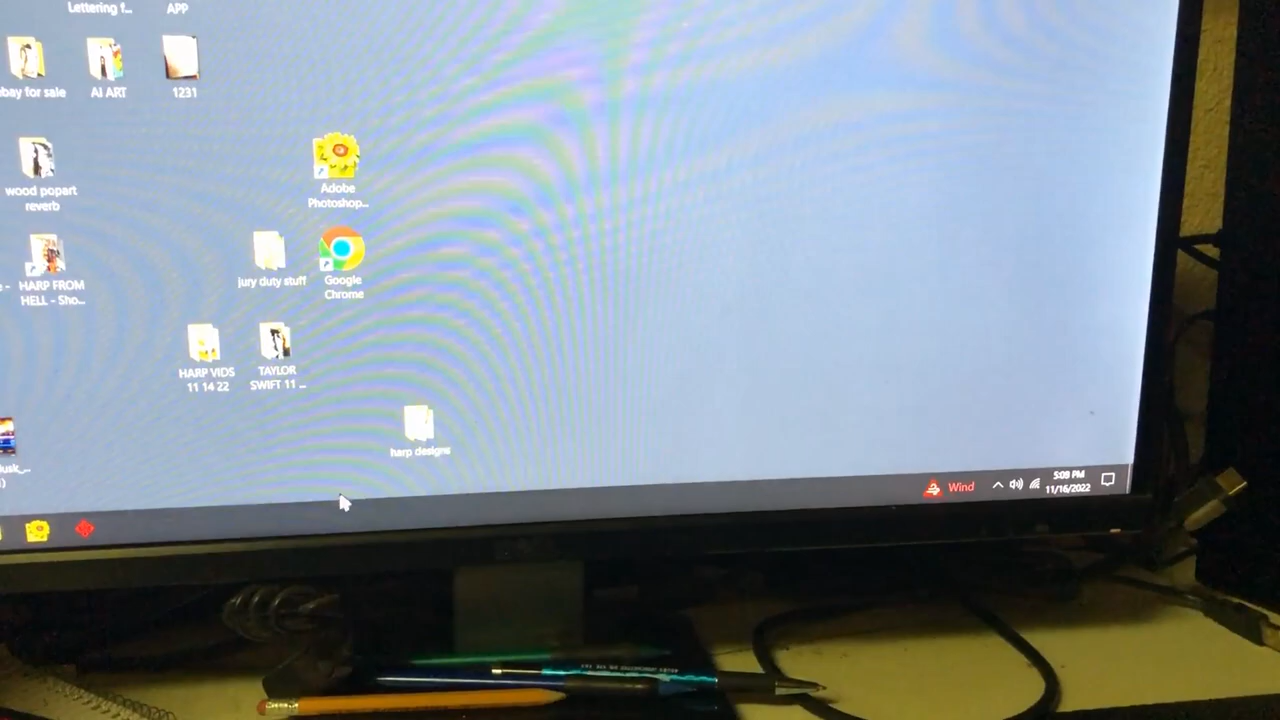 Lettering f...
APP
ebay for sale
AI ART
1231
wood popart
reverb
Adobe
Photoshop...
HARP FROM
HELL - Sho...
jury duty stuff
Google
Chrome
HARP VIDS
11 14 22
TAYLOR
SWIFT 11 ...
harp designs
Wind
5:09 PM
11/16/2022